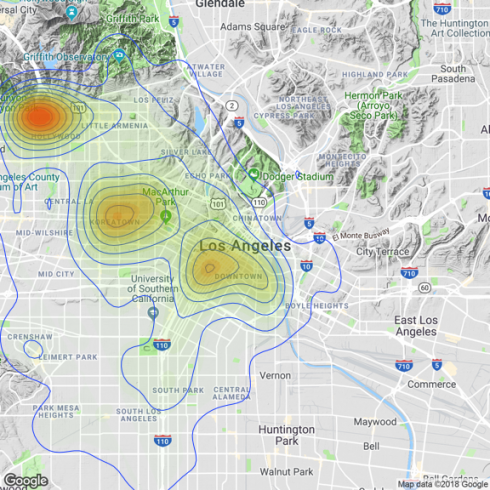 Glendale
rsal City
Griffith Park
Adams Square
The Huntington
Art Collection
EAGLE ROCK
5
710
Griffith Observatory
ATWATER
VILLAGE
HIGHLAND PARK
South
Pasadena
101
LOS FELIZ
2
NORTHEAST
LOS ANGELES
Hermon Park
(Arroyo
Seco Park)
LITTLE ARMENIA
5
CYPRESS PARK
SILVER LAKE
MONTECITO
HEIGHTS
geles County
m of Art
ECHO PARK
Dodger Stadium
MacArthur
Park
101
110
CHINATOWN
KOREATOWN
5
10
El Monte Busway
MID-WILSHIRE
Los Angeles
City Terrace
10
710
MID CITY
University
of Southern
California
DOWNTOWN
60
BOYLE HEIGHTS
East Los
Angeles
CRENSHAW
LEIMERT PARK
110
5
Vernon
Commerce
SOUTH PARK
CENTRAL
ALAMEDA
PARK MESA
HEIGHTS
SOUTH LOS
ANGELES
Maywood
110
Huntington
Park
Bell
710
Walnut Park
Google
Map data ©2018 Google